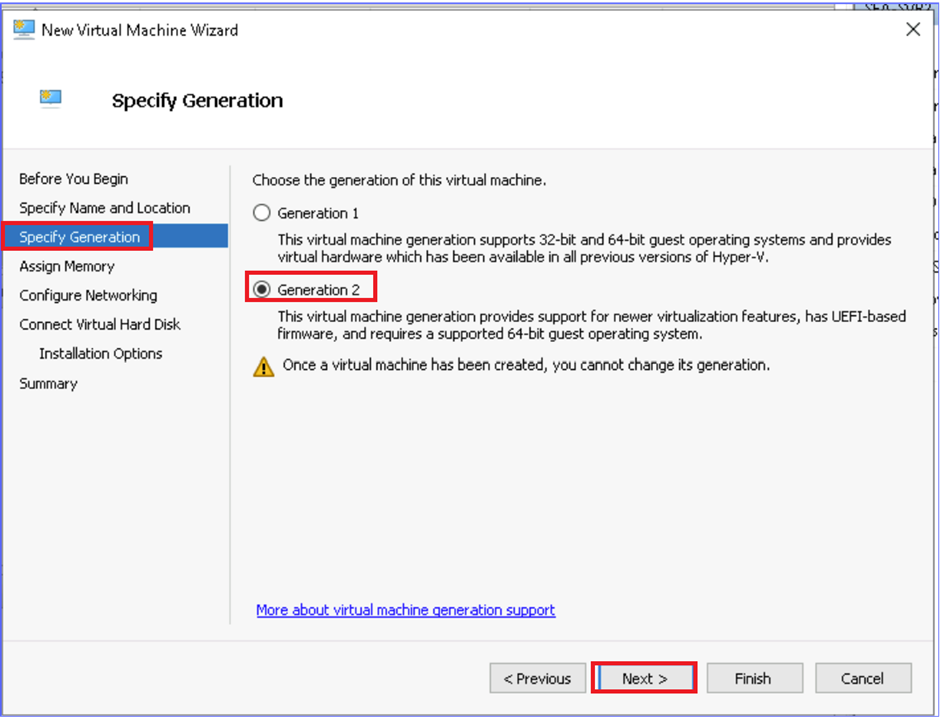 New Virtual Machine Wizard
Specify Generation
Before You Begin
Specify Name and Location
Specify Generation
Assign Memory
Configure Networking
Connect Virtual Hard Disk
Installation Options
Summary
Choose the generation of this virtual machine.
Generation 1
This virtual machine generation supports 32-bit and 64-bit guest operating systems and provides
virtual hardware which has been available in all previous versions of Hyper-V.
Generation 2
This virtual machine generation provides support for newer virtualization features, has UEFI-based
firmware, and requires a supported 64-bit guest operating system.
Once a virtual machine has been created, you cannot change its generation.
More about virtual machine generation support
< Previous
Next >
Finish
Cancel